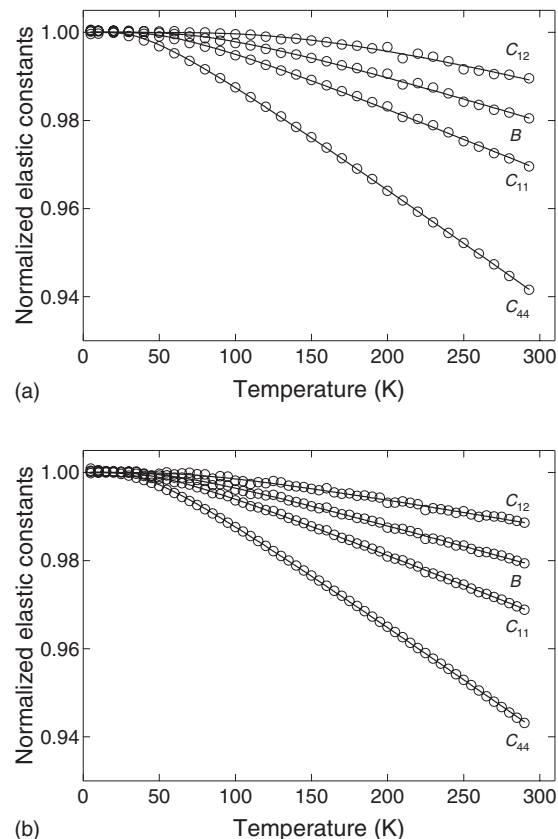 1.00
0.98
0.96
0.94
Normalized elastic constants
C12
B
C11
C44
0 50 100 150 200 250 300
Temperature (K)
(a)
1.00
0.98
0.96
0.94
Normalized elastic constants
C12
B
C11
C44
0 50 100 150 200 250 300
Temperature (K)
(b)